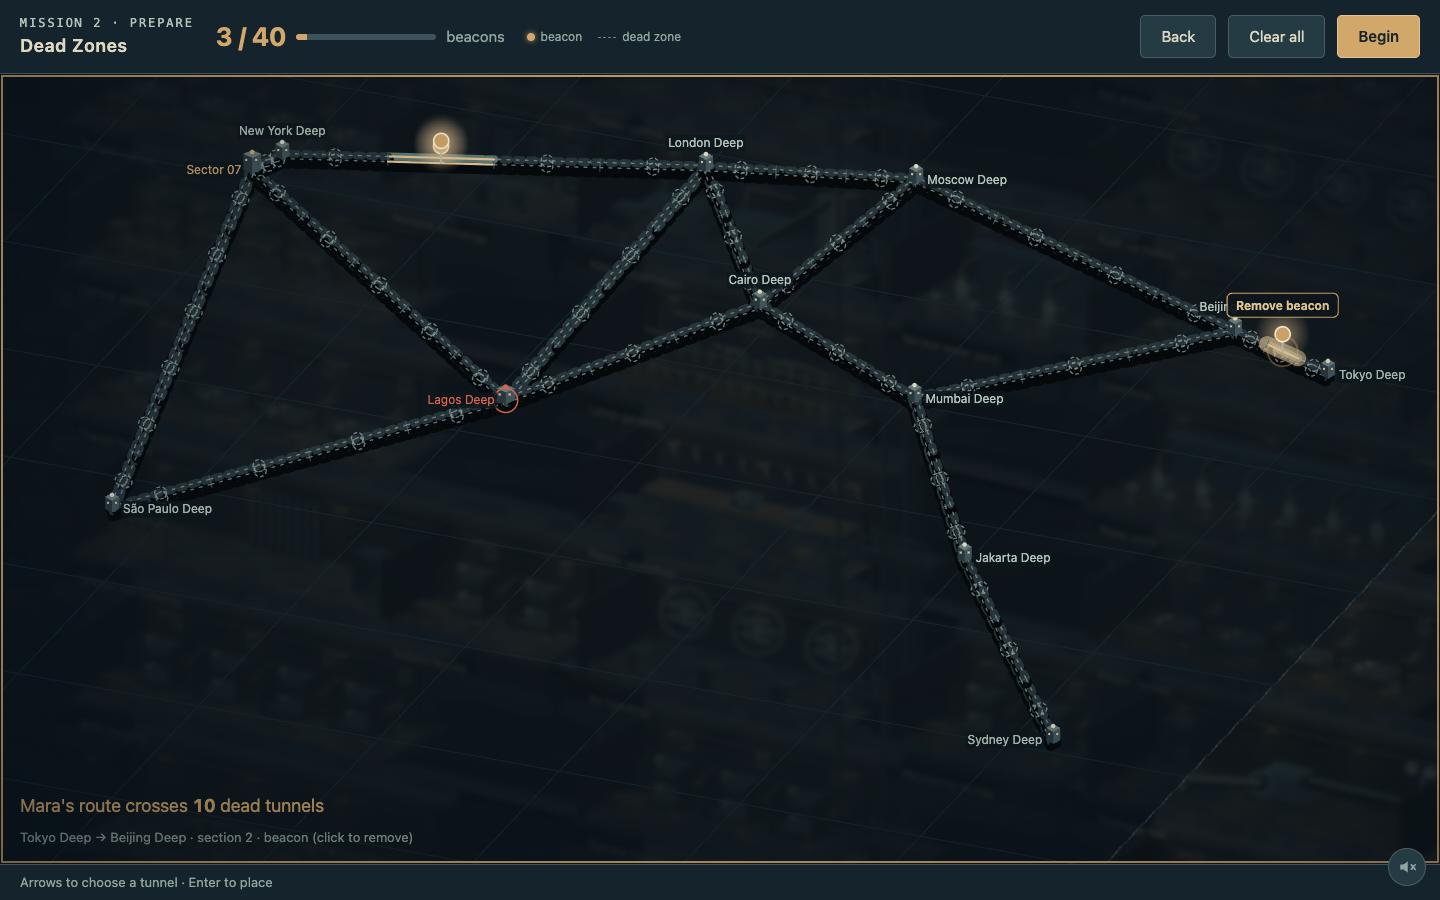 MISSION 2 · PREPARE
Dead Zones
3 / 40
beacons
beacon
dead zone
Back
Clear all
Begin
New York Deep
London Deep
Sector 07
Moscow Deep
Cairo Deep
Remove beacon
Tokyo Deep
Lagos Deep
Mumbai Deep
São Paulo Deep
Jakarta Deep
Sydney Deep
Mara's route crosses 10 dead tunnels
Tokyo Deep → Beijing Deep · section 2 · beacon (click to remove)
Arrows to choose a tunnel · Enter to place